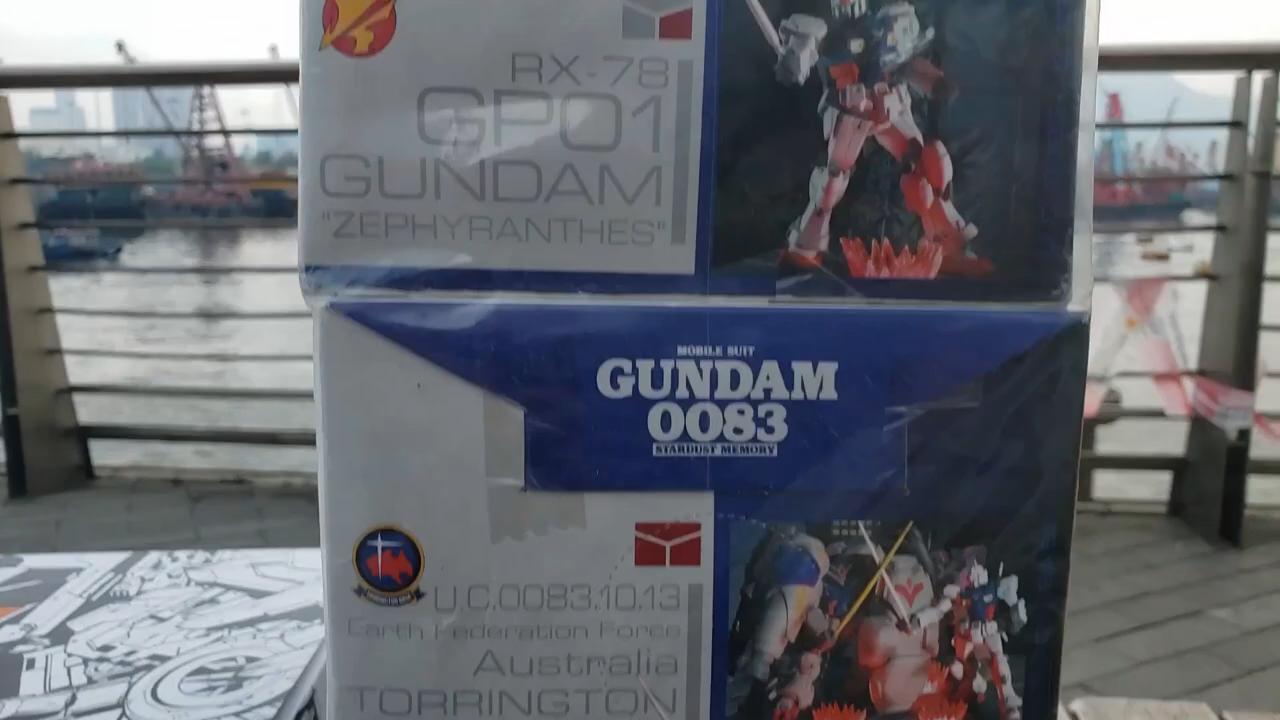 RX-78
GP01
GUNDAM
"ZEPHYRANTHES"
MOBILE SUIT
GUNDAM
0083
STARDUST MEMORY
U.C.0083.10.13
Earth Federation Force
Australia
TORRINGTON